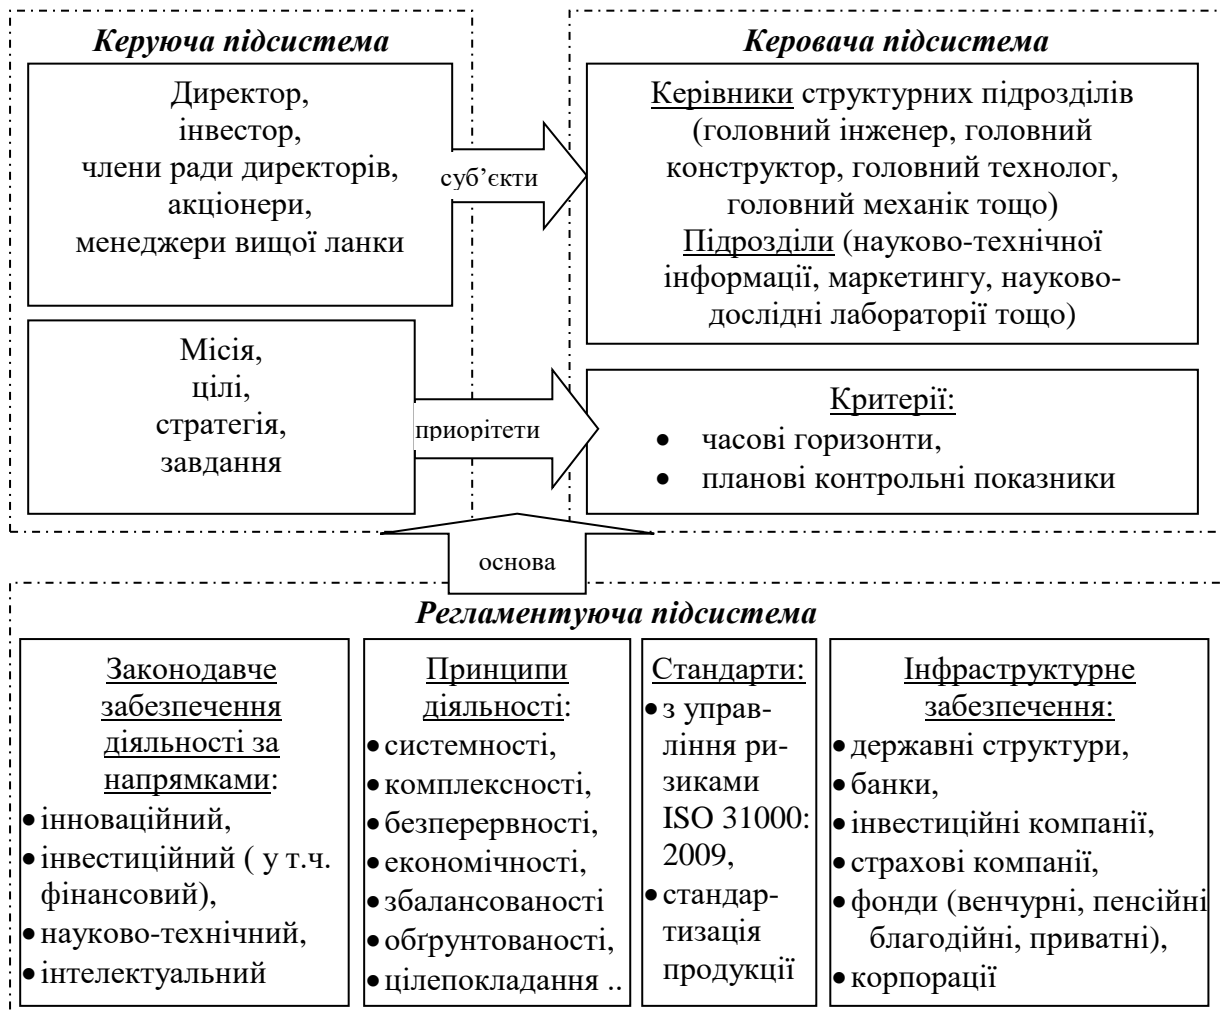 Керуюча підсистема
Директор,
інвестор,
члени ради директорів,
акціонери,
менеджери вищої ланки
суб’єкти
Місія,
цілі,
стратегія,
завдання
приорітети
Керовача підсистема
Керівники структурних підрозділів
(головний інженер, головний
конструктор, головний технолог,
головний механік тощо)
Підрозділи (науково-технічної
інформації, маркетингу, науково-
дослідні лабораторії тощо)
Критерії:
• часові горизонти,
• планові контрольні показники
основа
Регламентуюча підсистема
Законодавче
забезпечення
діяльності за
напрямками:
• інноваційний,
• інвестиційний ( у т.ч.
фінансовий),
• науково-технічний,
• інтелектуальний
Принципи
діяльності:
• системності,
• комплексності,
• безперервності,
• економічності,
• збалансованості
• обґрунтованості,
• цілепокладання ..
Стандарти:
• з управ-
ління ри-
зиками
ISO 31000:
2009,
• стандар-
тизація
продукції
Інфраструктурне
забезпечення:
• державні структури,
• банки,
• інвестиційні компанії,
• страхові компанії,
• фонди (венчурні, пенсійні
благодійні, приватні),
• корпорації